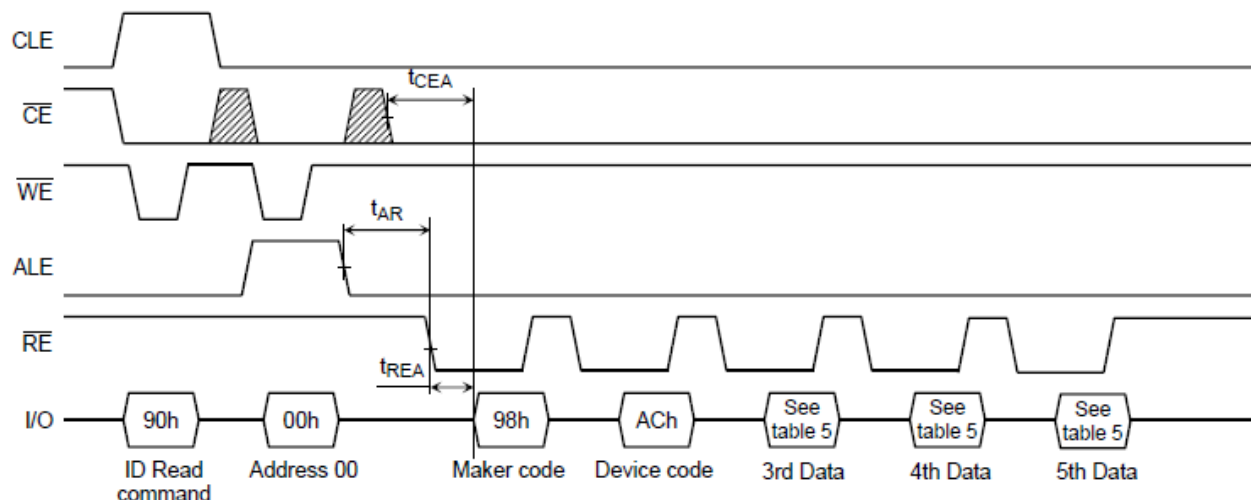 CLE
tCEA
CE
WE
tAR
ALE
RE
tREA
I/O
90h
00h
98h
ACh
See
table 5
See
table 5
See
table 5
ID Read
command
Address 00
Maker code
Device code
3rd Data
4th Data
5th Data